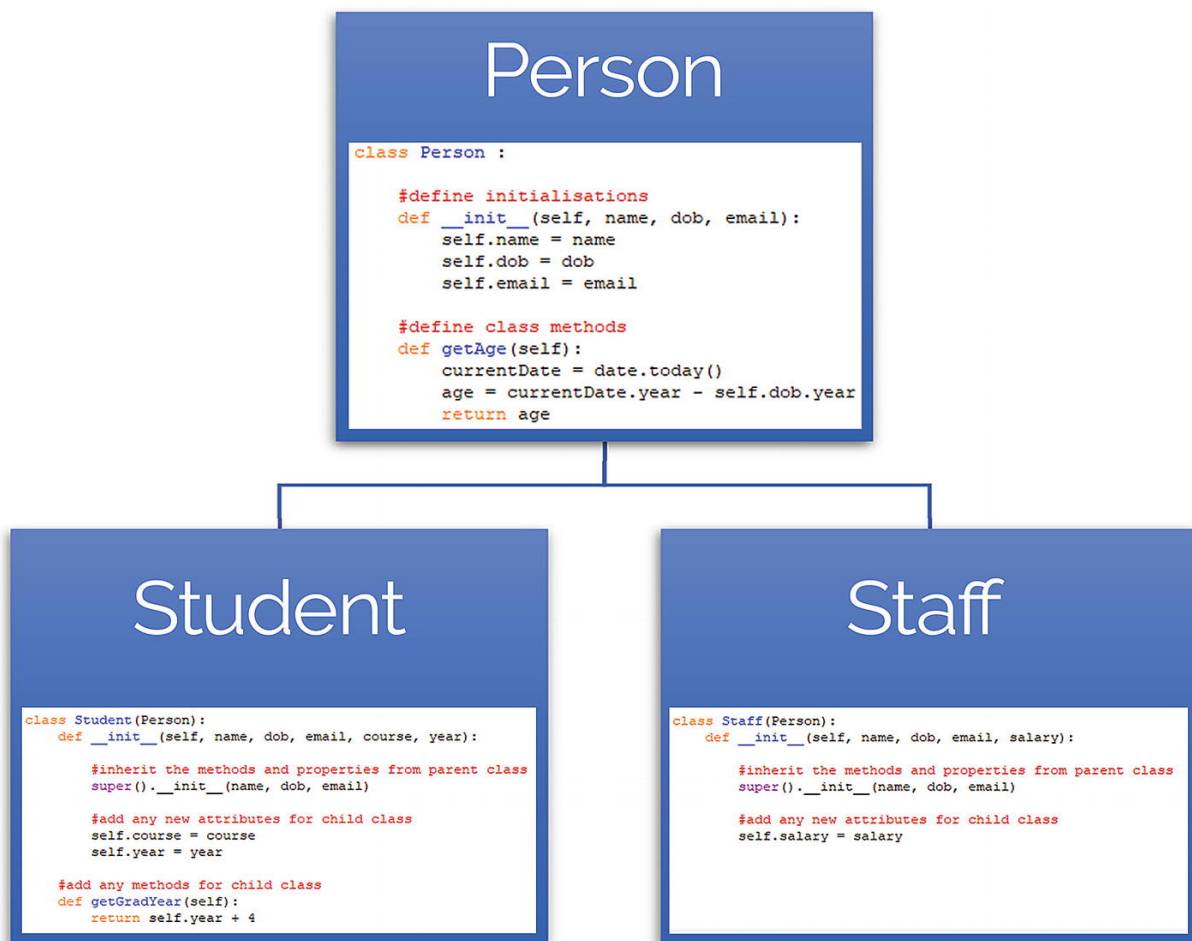 Person
class Person :
#define initialisations
def __init__(self, name, dob, email):
self.name = name
self.dob = dob
self.email = email
#define class methods
def getAge(self):
currentDate = date.today()
age = currentDate.year - self.dob.year
return age
Student
class Student(Person):
def __init__(self, name, dob, email, course, year):
#inherit the methods and properties from parent class
super().__init__(name, dob, email)
#add any new attributes for child class
self.course = course
self.year = year
#add any methods for child class
def getGradYear(self):
return self.year + 4
Staff
class Staff(Person):
def __init__(self, name, dob, email, salary):
#inherit the methods and properties from parent class
super().__init__(name, dob, email)
#add any new attributes for child class
self.salary = salary